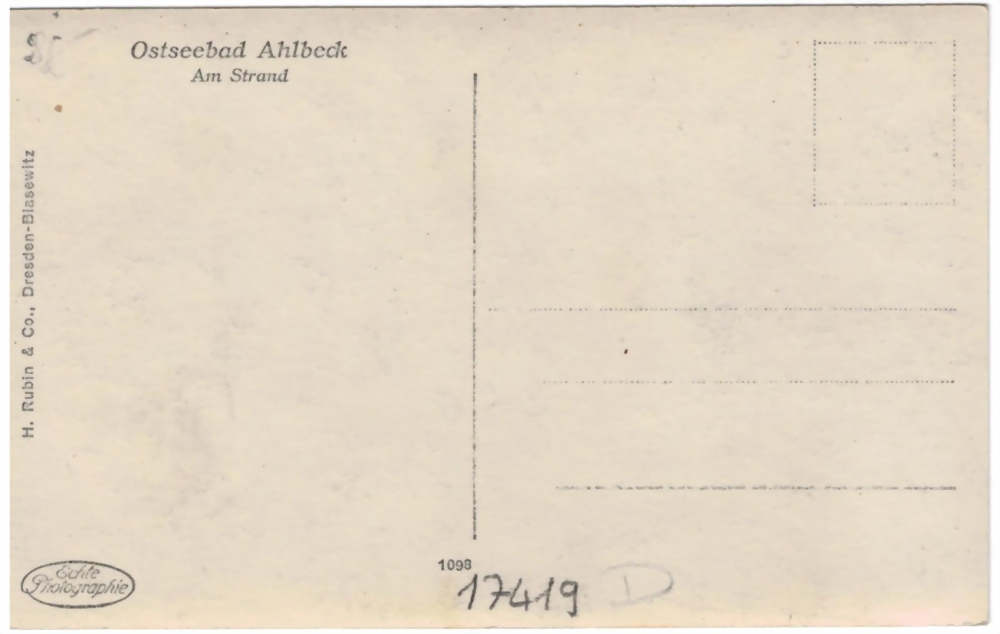 Ostseebad Ahlbeck
Am Strand
H. Rubin & Co., Dresden-Blasewitz
Echte
Photographie
1098
17419 D